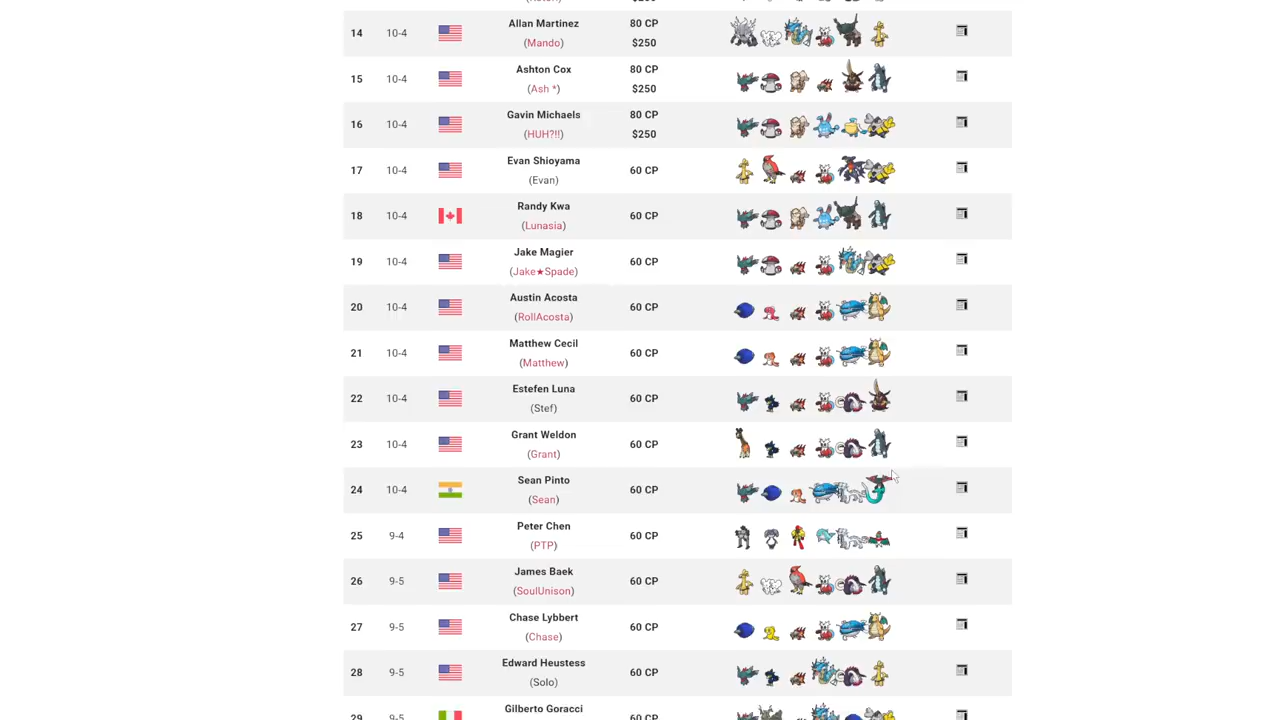 14 10-4 Allan Martinez 80 CP
(Mando) $250
15 10-4 Ashton Cox 80 CP
(Ash *) $250
16 10-4 Gavin Michaels 80 CP
(HUH?!!) $250
17 10-4 Evan Shioyama 60 CP
(Evan)
18 10-4 Randy Kwa 60 CP
(Lunasia)
19 10-4 Jake Magier 60 CP
(Jake★Spade)
20 10-4 Austin Acosta 60 CP
(RollAcosta)
21 10-4 Matthew Cecil 60 CP
(Matthew)
22 10-4 Estefen Luna 60 CP
(Stef)
23 10-4 Grant Weldon 60 CP
(Grant)
24 10-4 Sean Pinto 60 CP
(Sean)
25 9-4 Peter Chen 60 CP
(PTP)
26 9-5 James Baek 60 CP
(SoulUnison)
27 9-5 Chase Lybbert 60 CP
(Chase)
28 9-5 Edward Heustess 60 CP
(Solo)
29 9-5 Gilberto Goracci 60 CP